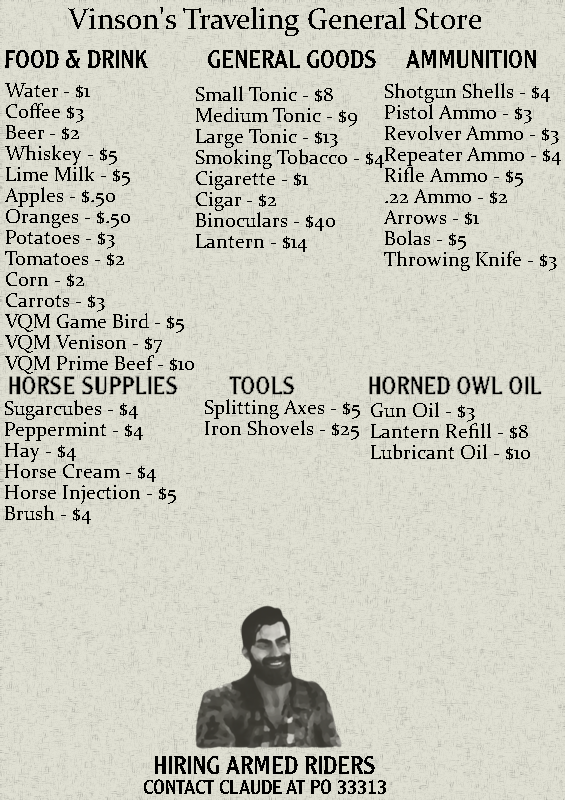 Vinson's Traveling General Store
FOOD & DRINK
Water - $1
Coffee $3
Beer - $2
Whiskey - $5
Lime Milk - $5
Apples - $.50
Oranges - $.50
Potatoes - $3
Tomatoes - $2
Corn - $2
Carrots - $3
VQM Game Bird - $5
VQM Venison - $7
VQM Prime Beef - $10
GENERAL GOODS
Small Tonic - $8
Medium Tonic - $9
Large Tonic - $13
Smoking Tobacco - $4
Cigarette - $1
Cigar - $2
Binoculars - $40
Lantern - $14
AMMUNITION
Shotgun Shells - $4
Pistol Ammo - $3
Revolver Ammo - $3
Repeater Ammo - $4
Rifle Ammo - $5
.22 Ammo - $2
Arrows - $1
Bolas - $5
Throwing Knife - $3
HORSE SUPPLIES
Sugarcubes - $4
Peppermint - $4
Hay - $4
Horse Cream - $4
Horse Injection - $5
Brush - $4
TOOLS
Splitting Axes - $5
Iron Shovels - $25
HORNED OWL OIL
Gun Oil - $3
Lantern Refill - $8
Lubricant Oil - $10
HIRING ARMED RIDERS
CONTACT CLAUDE AT PO 33313